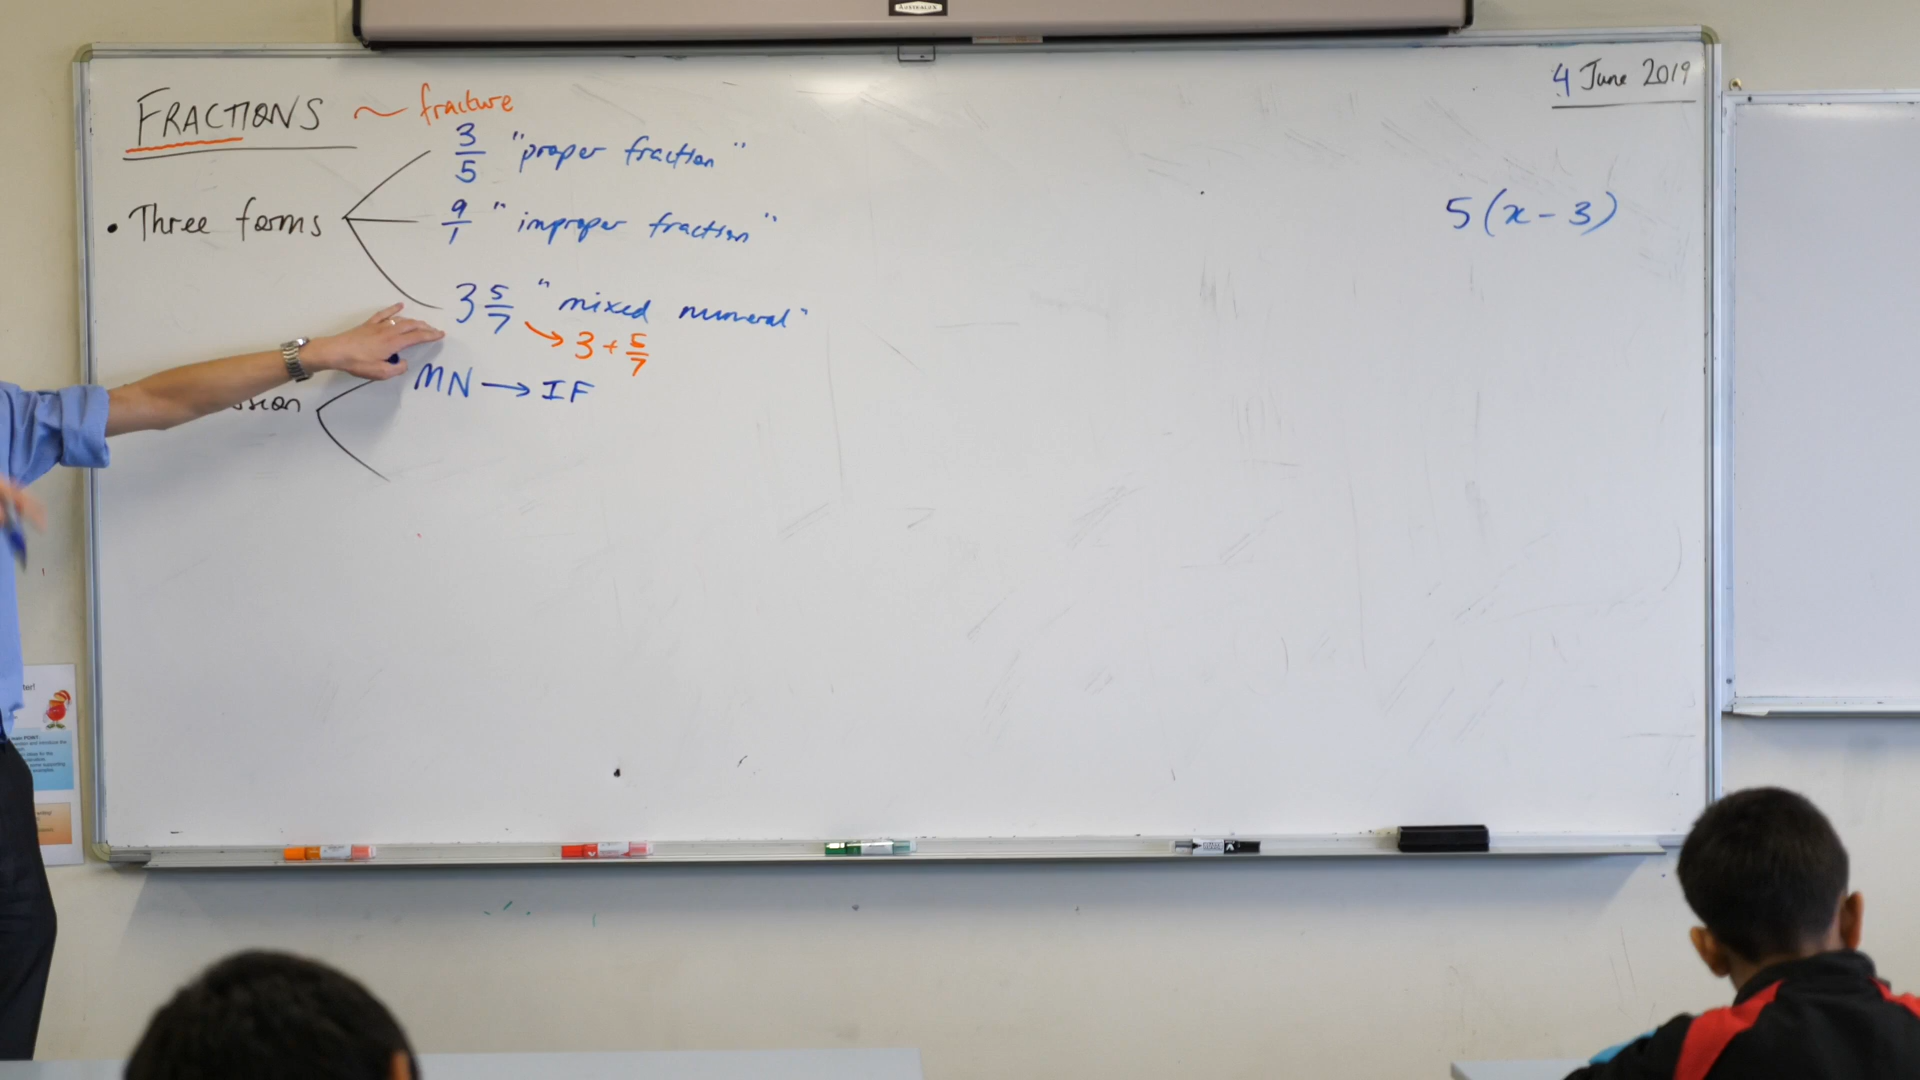 AUSTRALUX
4 June 2019
FRACTIONS ~ fracture
3/5 "proper fraction"
• Three forms
9/1 "improper fraction"
5(x-3)
3 5/7 "mixed numeral"
→ 3 + 5/7
MN → IF